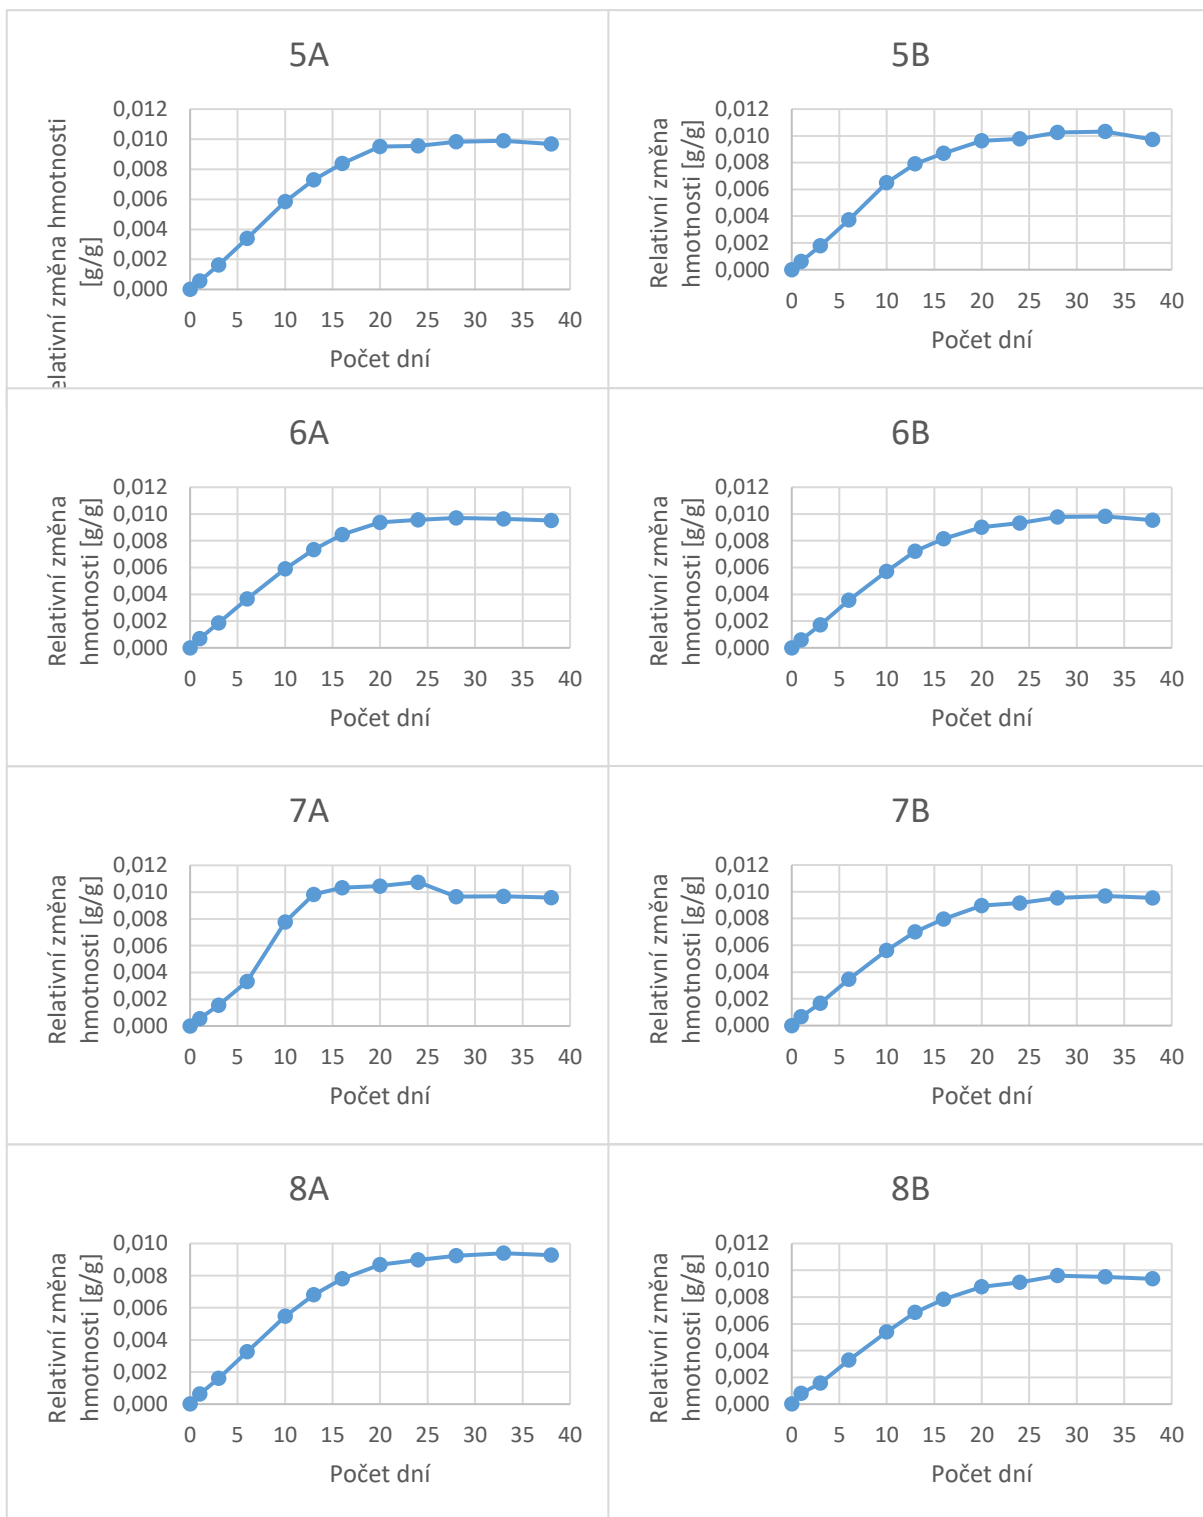 5A
Relativní změna hmotnosti
[g/g]
0,012
0,010
0,008
0,006
0,004
0,002
0,000
0 5 10 15 20 25 30 35 40
Počet dní
5B
Relativní změna
hmotnosti [g/g]
0,012
0,010
0,008
0,006
0,004
0,002
0,000
0 5 10 15 20 25 30 35 40
Počet dní
6A
Relativní změna
hmotnosti [g/g]
0,012
0,010
0,008
0,006
0,004
0,002
0,000
0 5 10 15 20 25 30 35 40
Počet dní
6B
Relativní změna
hmotnosti [g/g]
0,012
0,010
0,008
0,006
0,004
0,002
0,000
0 5 10 15 20 25 30 35 40
Počet dní
7A
Relativní změna
hmotnosti [g/g]
0,012
0,010
0,008
0,006
0,004
0,002
0,000
0 5 10 15 20 25 30 35 40
Počet dní
7B
Relativní změna
hmotnosti [g/g]
0,012
0,010
0,008
0,006
0,004
0,002
0,000
0 5 10 15 20 25 30 35 40
Počet dní
8A
Relativní změna
hmotnosti [g/g]
0,010
0,008
0,006
0,004
0,002
0,000
0 5 10 15 20 25 30 35 40
Počet dní
8B
Relativní změna
hmotnosti [g/g]
0,012
0,010
0,008
0,006
0,004
0,002
0,000
0 5 10 15 20 25 30 35 40
Počet dní